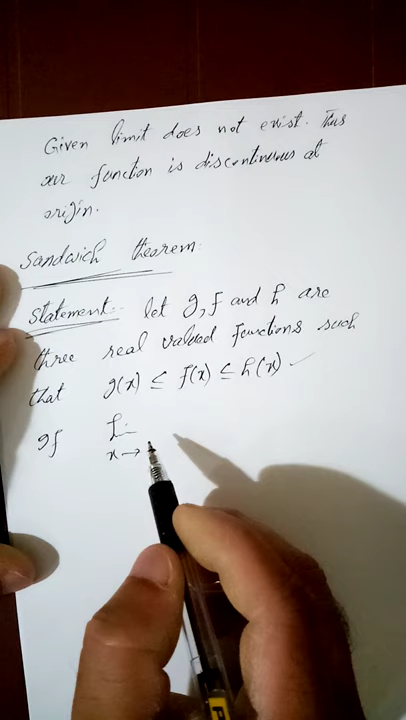 Given limit does not exist. Thus
our function is discontinuous at
origin.
Sandwich theorem.
Statement:- let g, f and h are
three real valued functions such
that g(x) ≤ f(x) ≤ h(x) ✓
If lim
x →